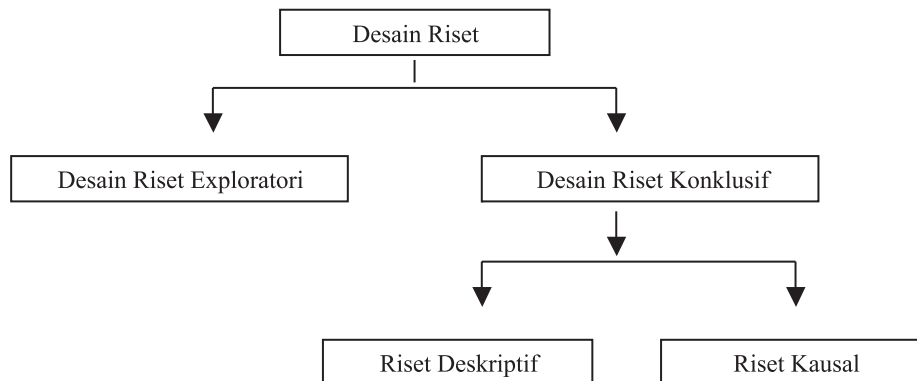 Desain Riset
Desain Riset Exploratori
Desain Riset Konklusif
Riset Deskriptif
Riset Kausal